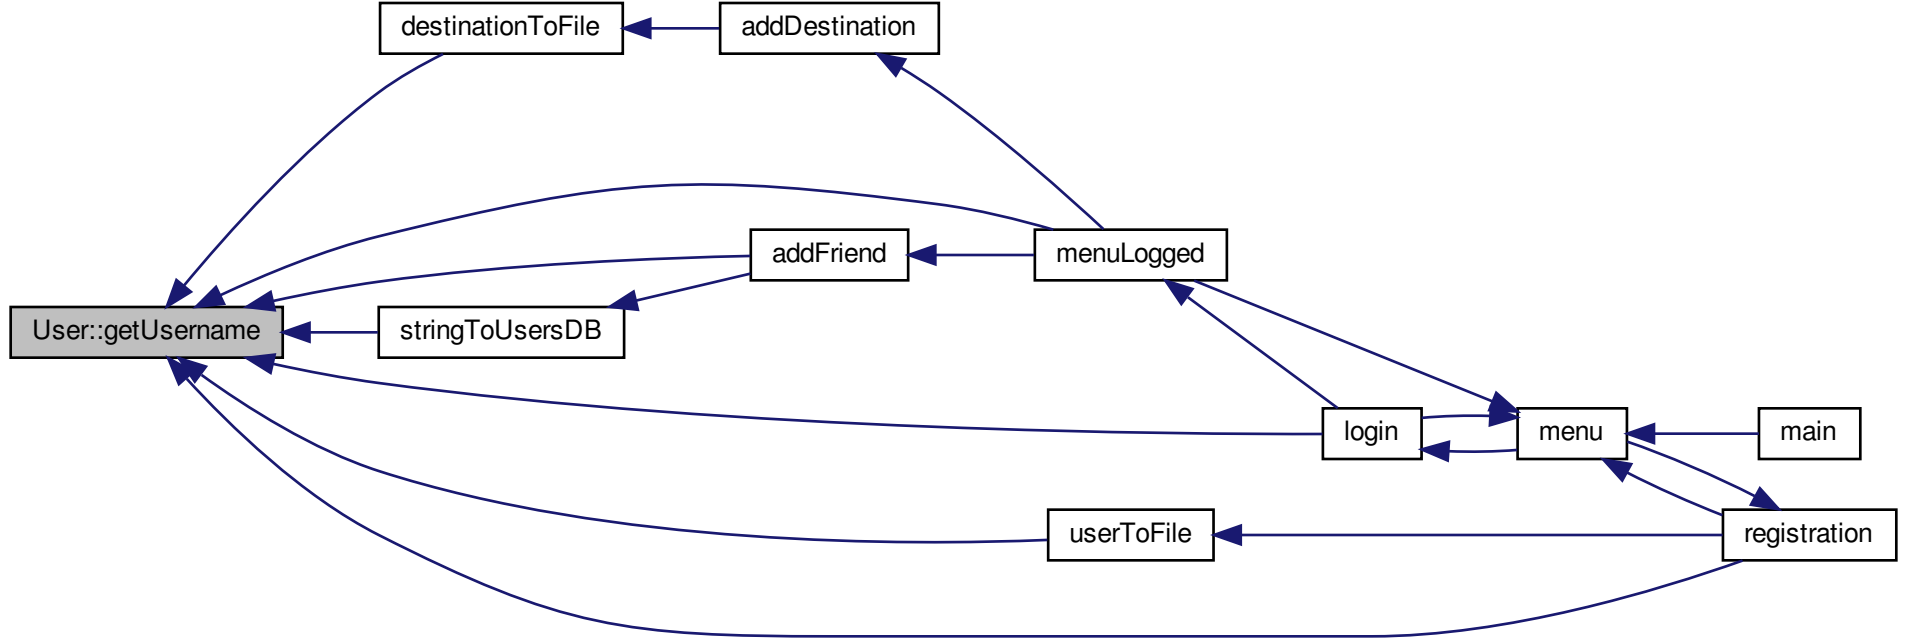 destinationToFile
addDestination
addFriend
menuLogged
User::getUsername
stringToUsersDB
login
menu
main
userToFile
registration